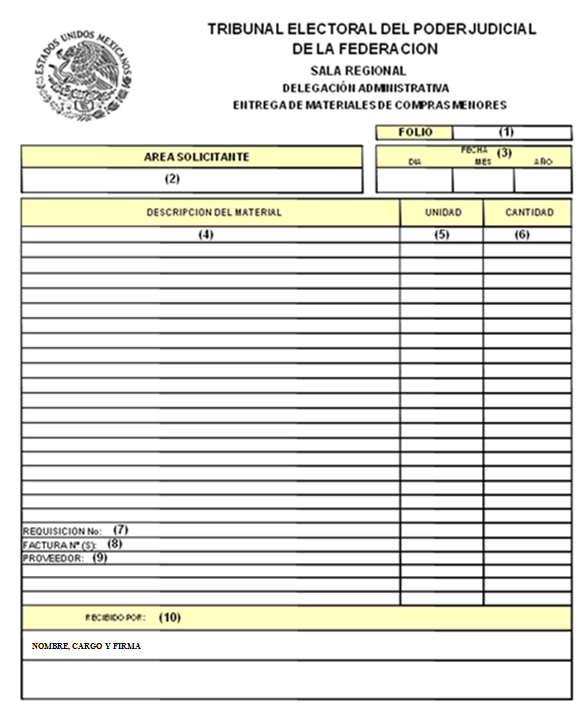 ESTADOS UNIDOS MEXICANOS
TRIBUNAL ELECTORAL DEL PODER JUDICIAL
DE LA FEDERACION
SALA REGIONAL
DELEGACIÓN ADMINISTRATIVA
ENTREGA DE MATERIALES DE COMPRAS MENORES
FOLIO (1)
AREA SOLICITANTE
FECHA (3)
DIA MES AÑO
(2)
DESCRIPCION DEL MATERIAL UNIDAD CANTIDAD
(4) (5) (6)
REQUISICION No: (7)
FACTURA Nº (S): (8)
PROVEEDOR: (9)
RECIBIDO POR: (10)
NOMBRE, CARGO Y FIRMA